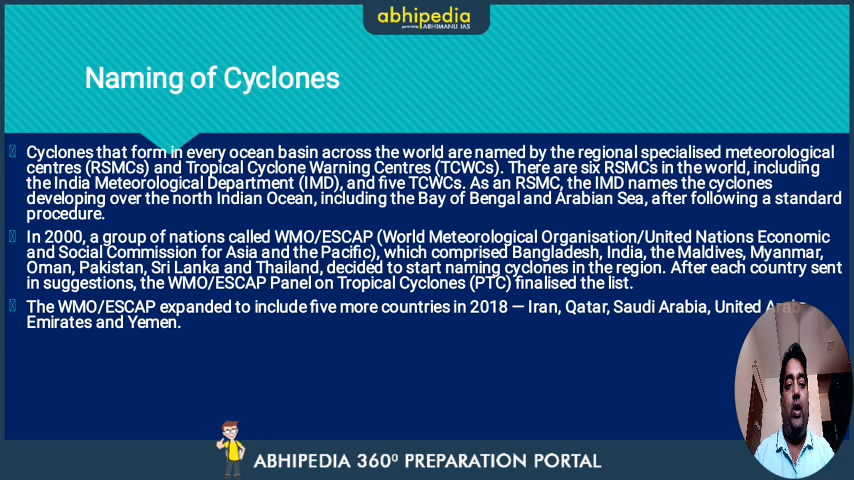 abhipedia
powered by ABHIMANU IAS
Naming of Cyclones
Cyclones that form in every ocean basin across the world are named by the regional specialised meteorological
centres (RSMCs) and Tropical Cyclone Warning Centres (TCWCs). There are six RSMCs in the world, including
the India Meteorological Department (IMD), and five TCWCs. As an RSMC, the IMD names the cyclones
developing over the north Indian Ocean, including the Bay of Bengal and Arabian Sea, after following a standard
procedure.
In 2000, a group of nations called WMO/ESCAP (World Meteorological Organisation/United Nations Economic
and Social Commission for Asia and the Pacific), which comprised Bangladesh, India, the Maldives, Myanmar,
Oman, Pakistan, Sri Lanka and Thailand, decided to start naming cyclones in the region. After each country sent
in suggestions, the WMO/ESCAP Panel on Tropical Cyclones (PTC) finalised the list.
The WMO/ESCAP expanded to include five more countries in 2018 — Iran, Qatar, Saudi Arabia, United Arab
Emirates and Yemen.
ABHIPEDIA 360⁰ PREPARATION PORTAL